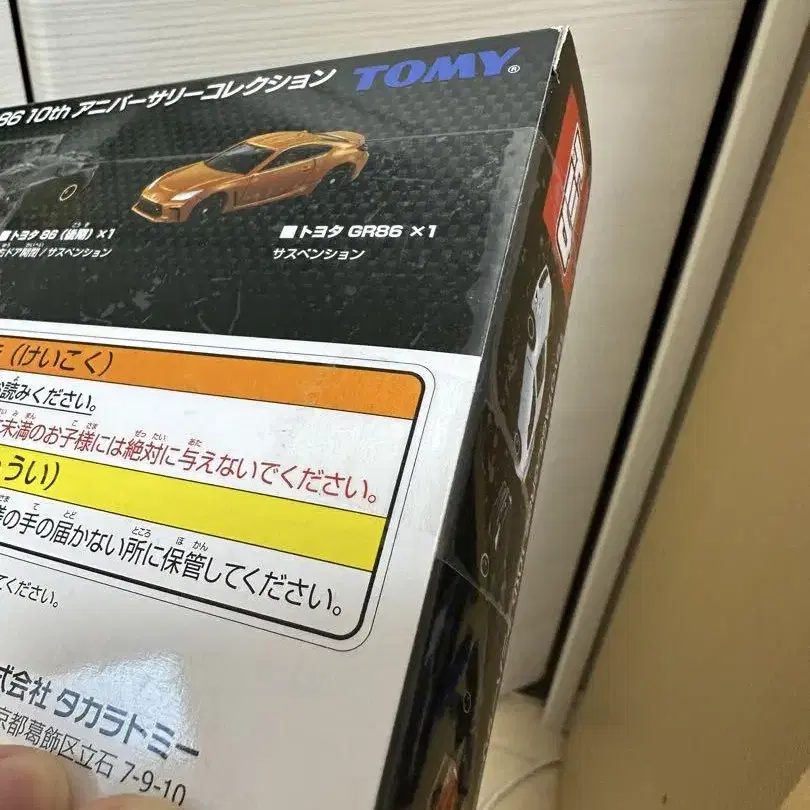 86 10th アニバーサリーコレクション TOMY®
■トヨタ 86 (後期) ×1
右ドア開閉/サスペンション
■トヨタ GR86 ×1
サスペンション
(けいこく)
読みください。
未満のお子様には絶対に与えないでください。
うい)
の手の届かない所に保管してください。
てください。
式会社 タカラトミー
京都葛飾区立石 7-9-10